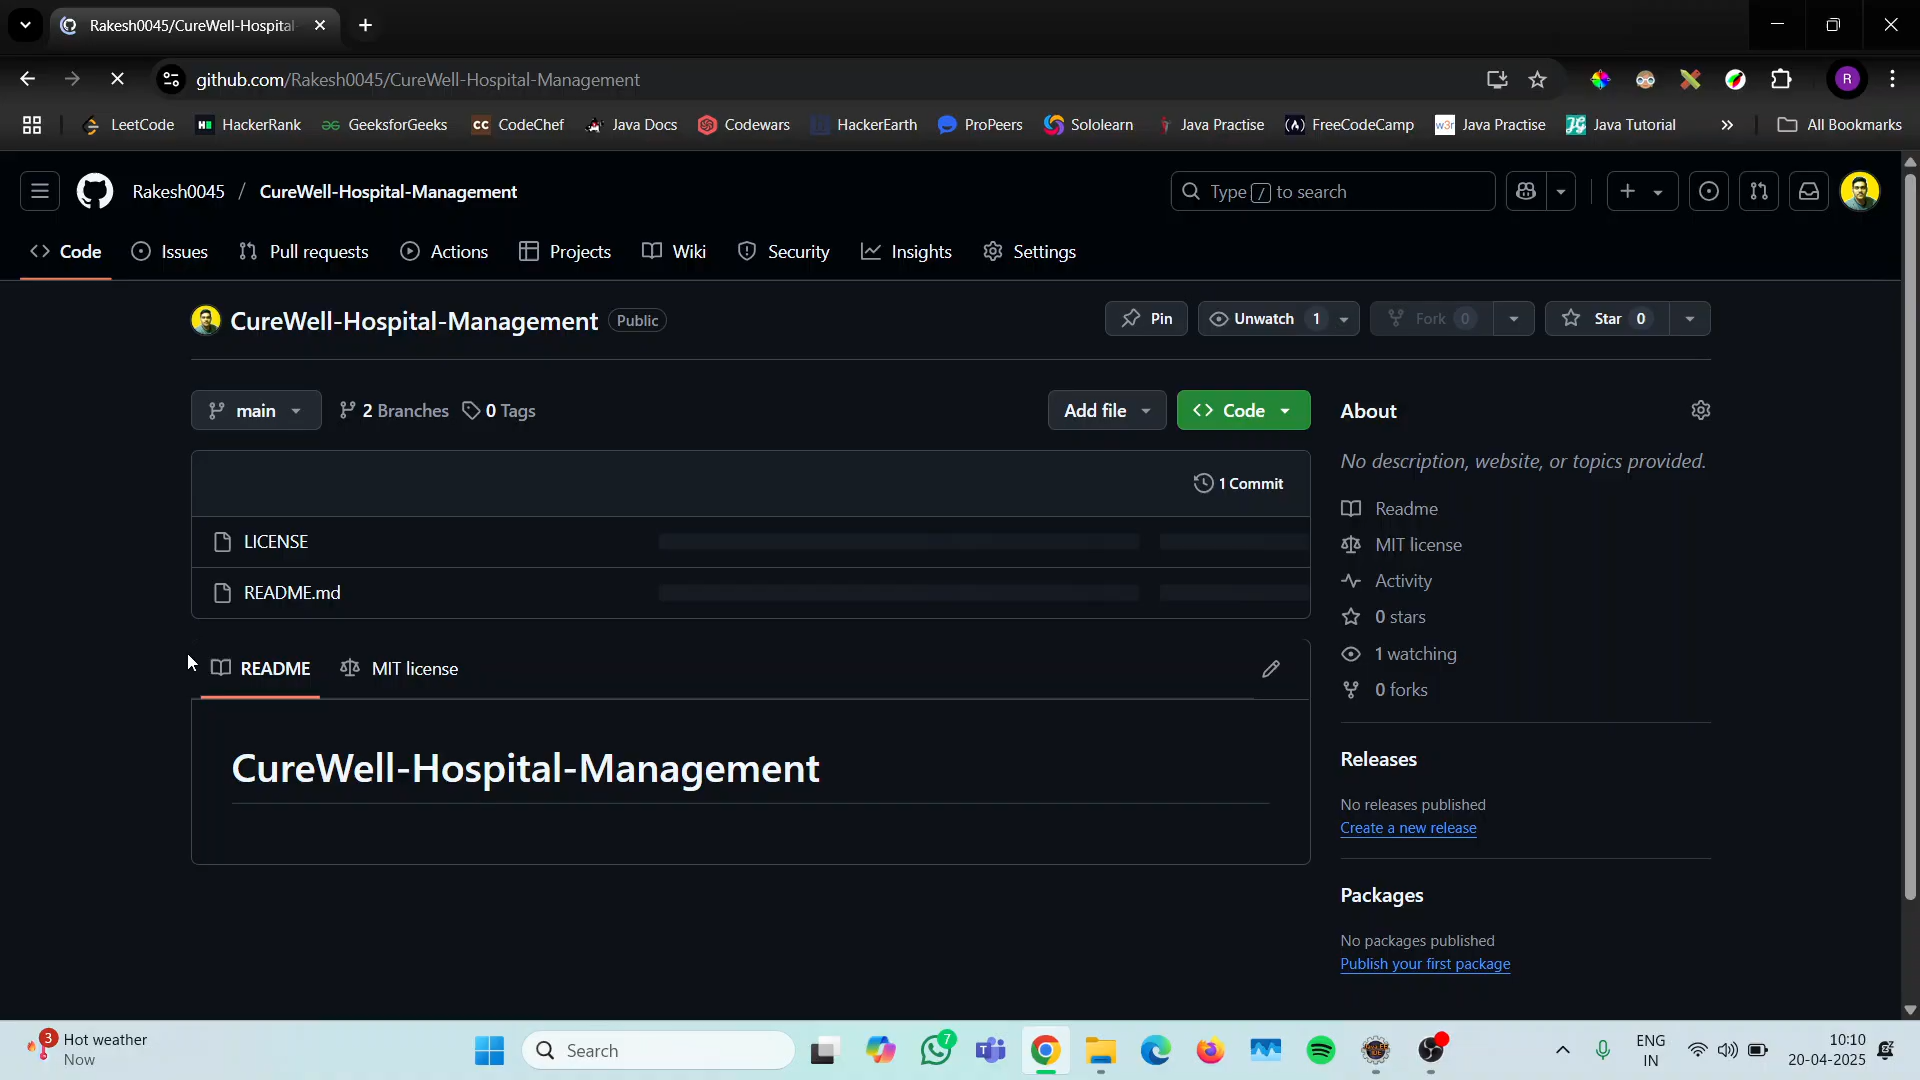 Rakesh0045/CureWell-Hospital-
github.com/Rakesh0045/CureWell-Hospital-Management
R
LeetCode
HackerRank
GeeksforGeeks
CC CodeChef
Java Docs
Codewars
HackerEarth
ProPeers
Sololearn
Java Practise
FreeCodeCamp
w3r Java Practise
Java Tutorial
All Bookmarks
Rakesh0045 / CureWell-Hospital-Management
Type / to search
Code
Issues
Pull requests
Actions
Projects
Wiki
Security
Insights
Settings
CureWell-Hospital-Management Public
Pin
Unwatch 1
Fork 0
Star 0
main
2 Branches
0 Tags
Add file
Code
About
No description, website, or topics provided.
1 Commit
LICENSE
README.md
Readme
MIT license
Activity
0 stars
1 watching
0 forks
README
MIT license
CureWell-Hospital-Management
Releases
No releases published
Create a new release
Packages
No packages published
Publish your first package
3
Hot weather
Now
Search
7
ENG
IN
10:10
20-04-2025